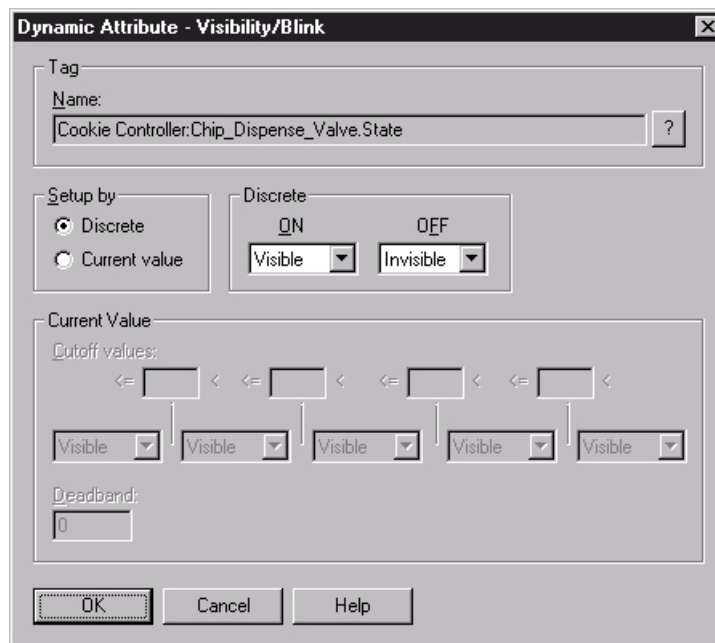 Dynamic Attribute - Visibility/Blink
Tag
Name:
Cookie Controller:Chip_Dispense_Valve.State ?
Setup by
Discrete
Current value
Discrete
ON OFF
Visible Invisible
Current Value
Cutoff values:
<= < <= < <= < <= <
Visible Visible Visible Visible Visible
Deadband:
0
OK Cancel Help